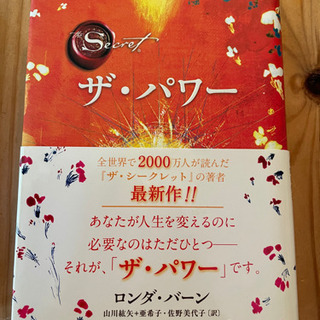 The
Secret
ザ・パワー
全世界で2000万人が読んだ
『ザ・シークレット』の著者
最新作!!
あなたが人生を変えるのに
必要なのはただひとつ——
それが、「ザ・パワー」です。
ロンダ・バーン
山川紘矢+亜希子・佐野美代子〔訳〕